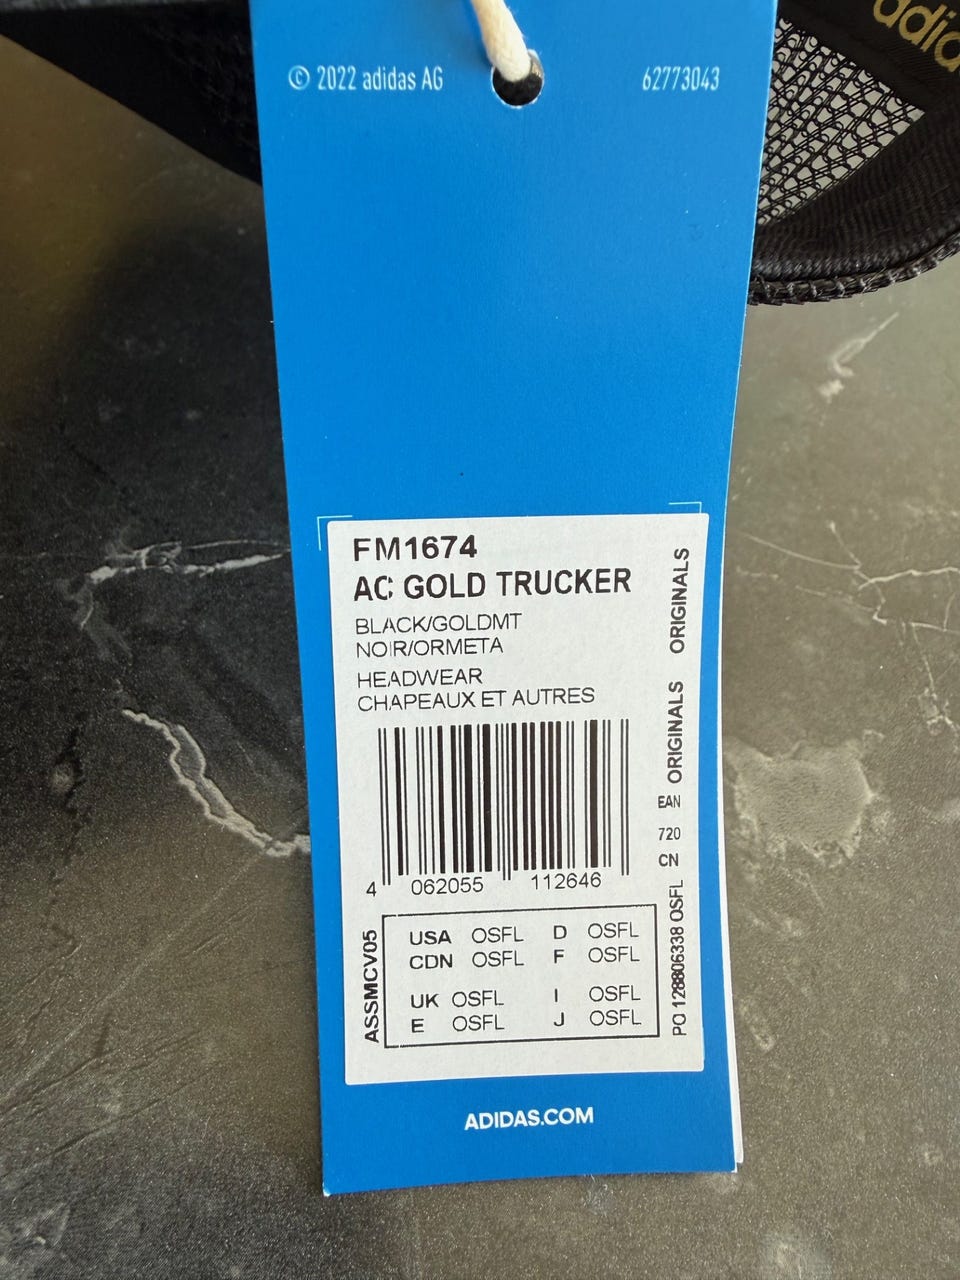 © 2022 adidas AG
62773043
FM1674
AC GOLD TRUCKER
BLACK/GOLDMT
NOIR/ORMETA
HEADWEAR
CHAPEAUX ET AUTRES
ORIGINALS
ORIGINALS
EAN
720
CN
4 062055 112646
ASSMCV05
USA OSFL D OSFL
CDN OSFL F OSFL
UK OSFL I OSFL
E OSFL J OSFL
PO 128806338 OSFL
ADIDAS.COM